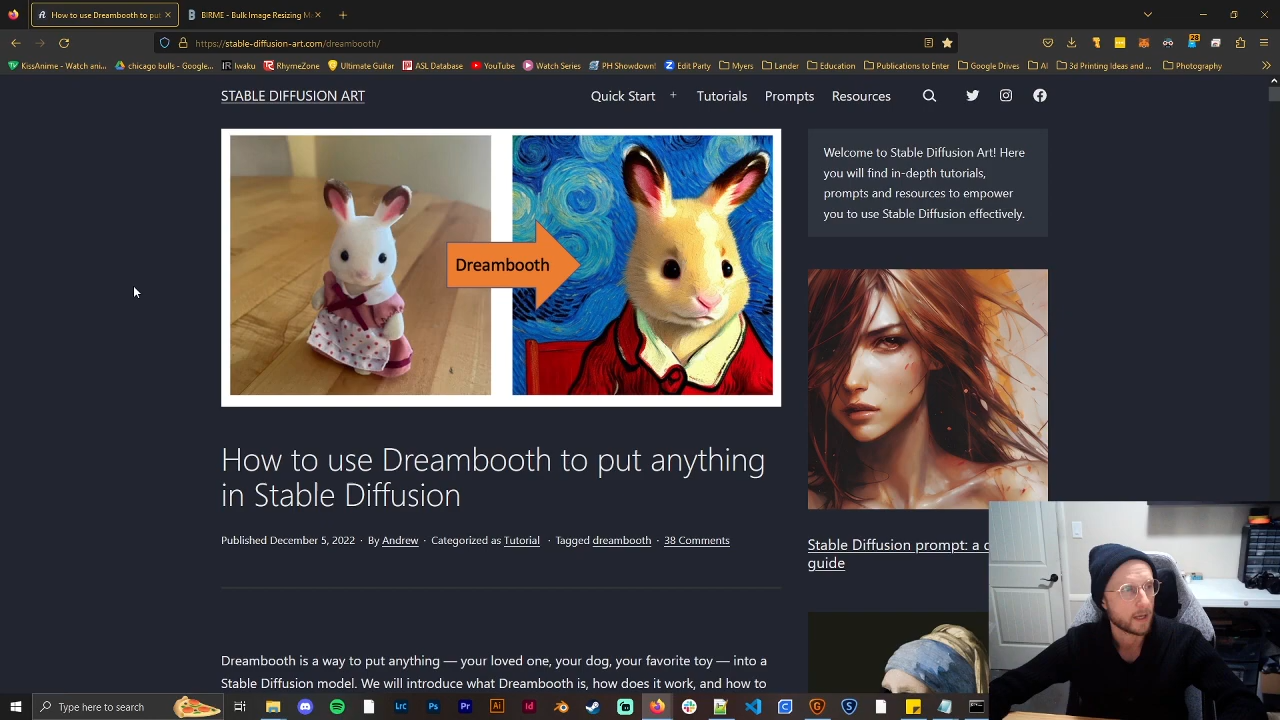 How to use Dreambooth to put
BIRME - Bulk Image Resizing M
https://stable-diffusion-art.com/dreambooth/
28
KissAnime - Watch ani...
chicago bulls - Google...
Iwaku
RhymeZone
Ultimate Guitar
ASL Database
YouTube
Watch Series
PH Showdown!
Edit Party
Myers
Lander
Education
Publications to Enter
Google Drives
AI
3d Printing Ideas and ...
Photography
STABLE DIFFUSION ART
Quick Start +
Tutorials
Prompts
Resources
Dreambooth
Welcome to Stable Diffusion Art! Here
you will find in-depth tutorials,
prompts and resources to empower
you to use Stable Diffusion effectively.
How to use Dreambooth to put anything
in Stable Diffusion
Published December 5, 2022 · By Andrew · Categorized as Tutorial · Tagged dreambooth · 38 Comments
Stable Diffusion prompt: a
guide
Dreambooth is a way to put anything — your loved one, your dog, your favorite toy — into a
Stable Diffusion model. We will introduce what Dreambooth is, how does it work, and how to
Type here to search
Lrc
Ps
Pr
Ai
Id